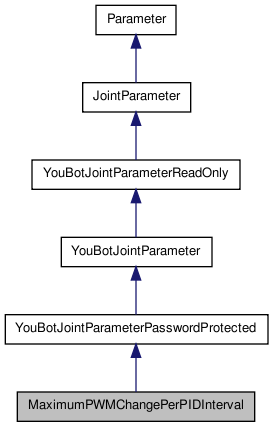 Parameter
JointParameter
YouBotJointParameterReadOnly
YouBotJointParameter
YouBotJointParameterPasswordProtected
MaximumPWMChangePerPIDInterval